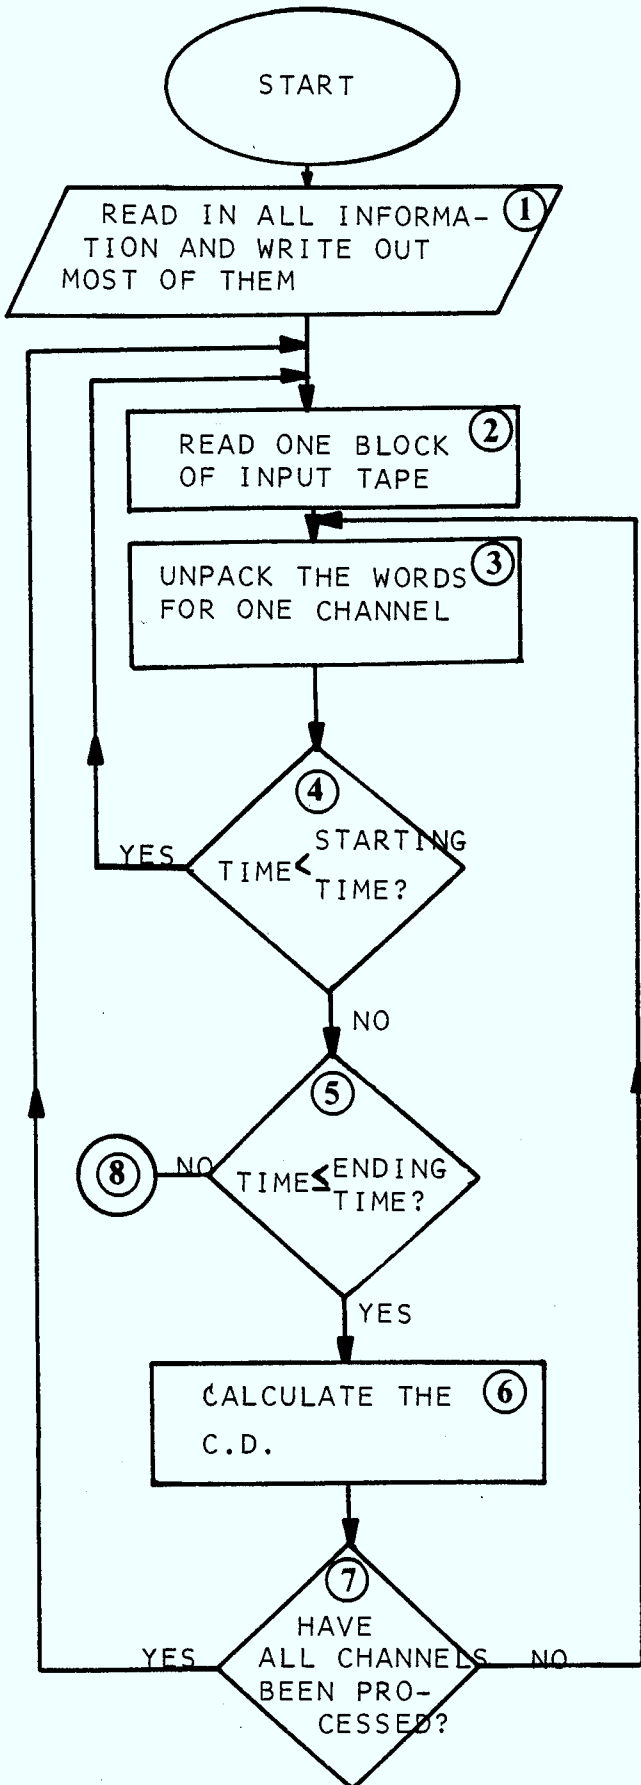 START
1
READ IN ALL INFORMA-
TION AND WRITE OUT
MOST OF THEM
2
READ ONE BLOCK
OF INPUT TAPE
3
UNPACK THE WORDS
FOR ONE CHANNEL
4
STARTING
YES TIME<
TIME?
NO
5
8 NO TIME≤ENDING
TIME?
YES
CALCULATE THE 6
C.D.
7
HAVE
YES ALL CHANNELS NO
BEEN PRO-
CESSED?